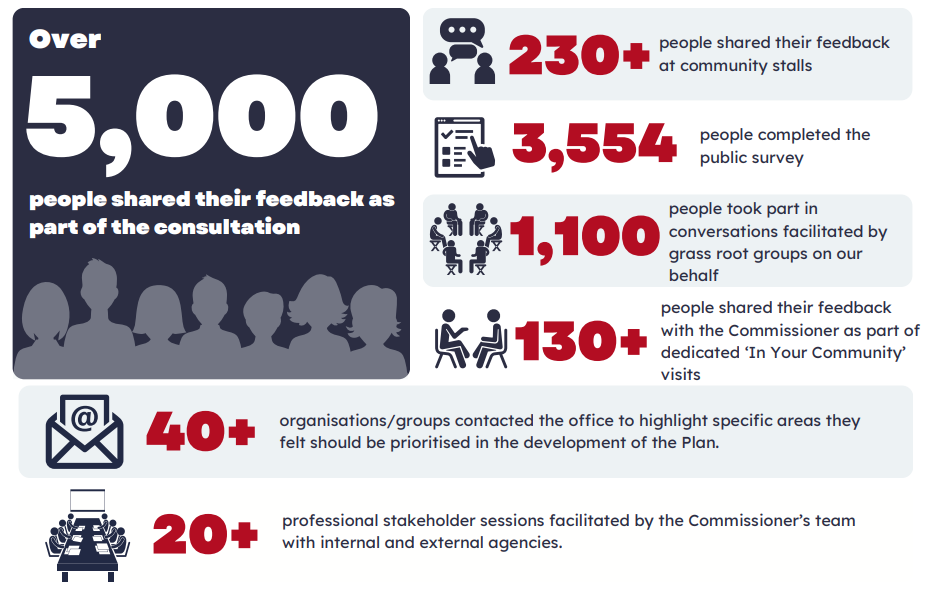 Over
5,000
people shared their feedback as
part of the consultation
230+
people shared their feedback
at community stalls
3,554
people completed the
public survey
1,100
people took part in
conversations facilitated by
grass root groups on our
behalf
130+
people shared their feedback
with the Commissioner as part of
dedicated ‘In Your Community’
visits
@
40+
organisations/groups contacted the office to highlight specific areas they
felt should be prioritised in the development of the Plan.
20+
professional stakeholder sessions facilitated by the Commissioner’s team
with internal and external agencies.